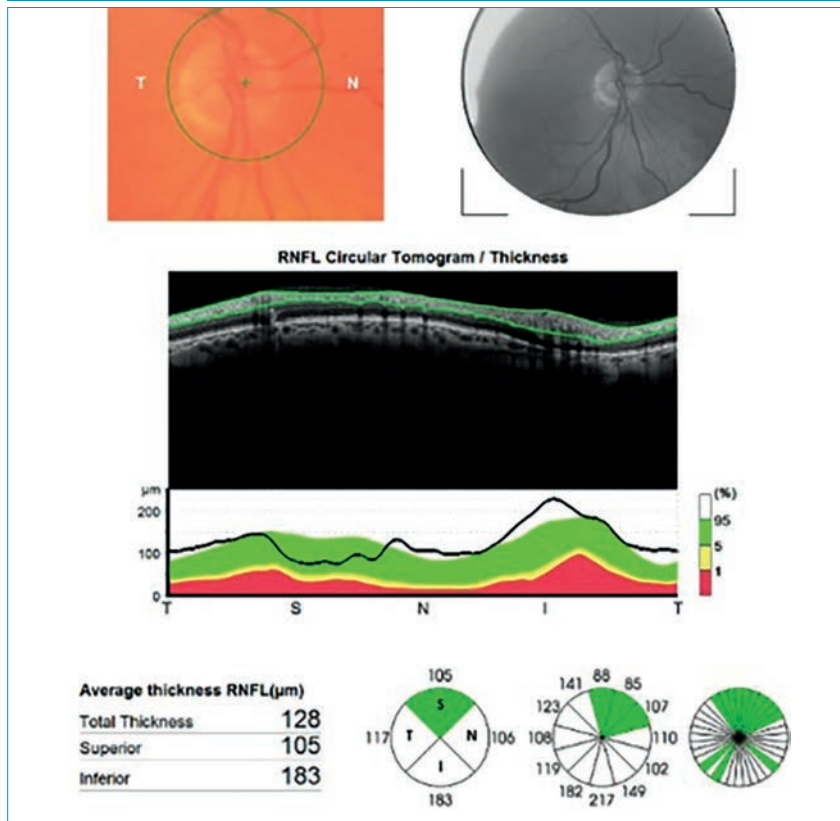 T N
RNFL Circular Tomogram / Thickness
µm
200
100
0
T S N I T
(%)
95
5
1
Average thickness RNFL(µm)
Total Thickness 128
Superior 105
Inferior 183
105
S
117 T N 106
I
183
88
141 85
123 107
108 110
119 102
182 149
217